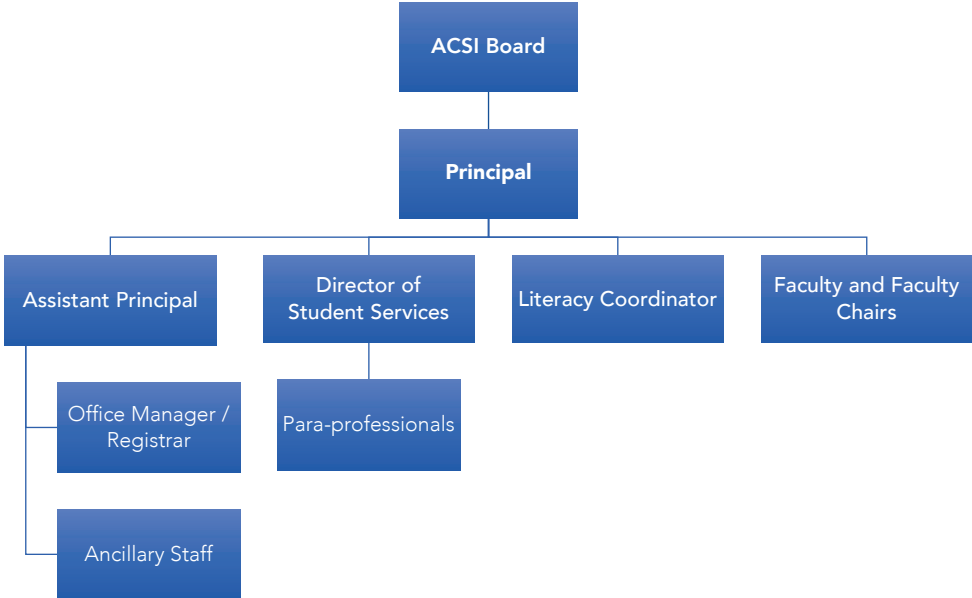 ACSI Board
Principal
Assistant Principal
Director of
Student Services
Literacy Coordinator
Faculty and Faculty
Chairs
Office Manager /
Registrar
Para-professionals
Ancillary Staff